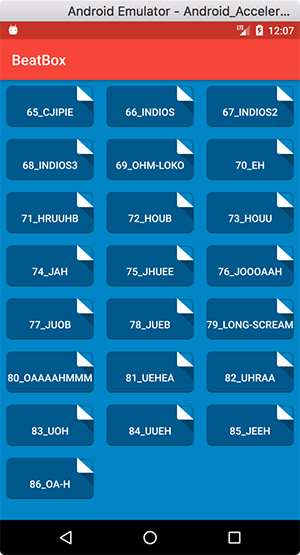 Android Emulator - Android_Acceler...
LTE 12:07
BeatBox
65_CJIPIE 66_INDIOS 67_INDIOS2
68_INDIOS3 69_OHM-LOKO 70_EH
71_HRUUHB 72_HOUB 73_HOUU
74_JAH 75_JHUEE 76_JOOOAAH
77_JUOB 78_JUEB 79_LONG-SCREAM
80_OAAAAHMMM 81_UEHEA 82_UHRAA
83_UOH 84_UUEH 85_JEEH
86_OA-H